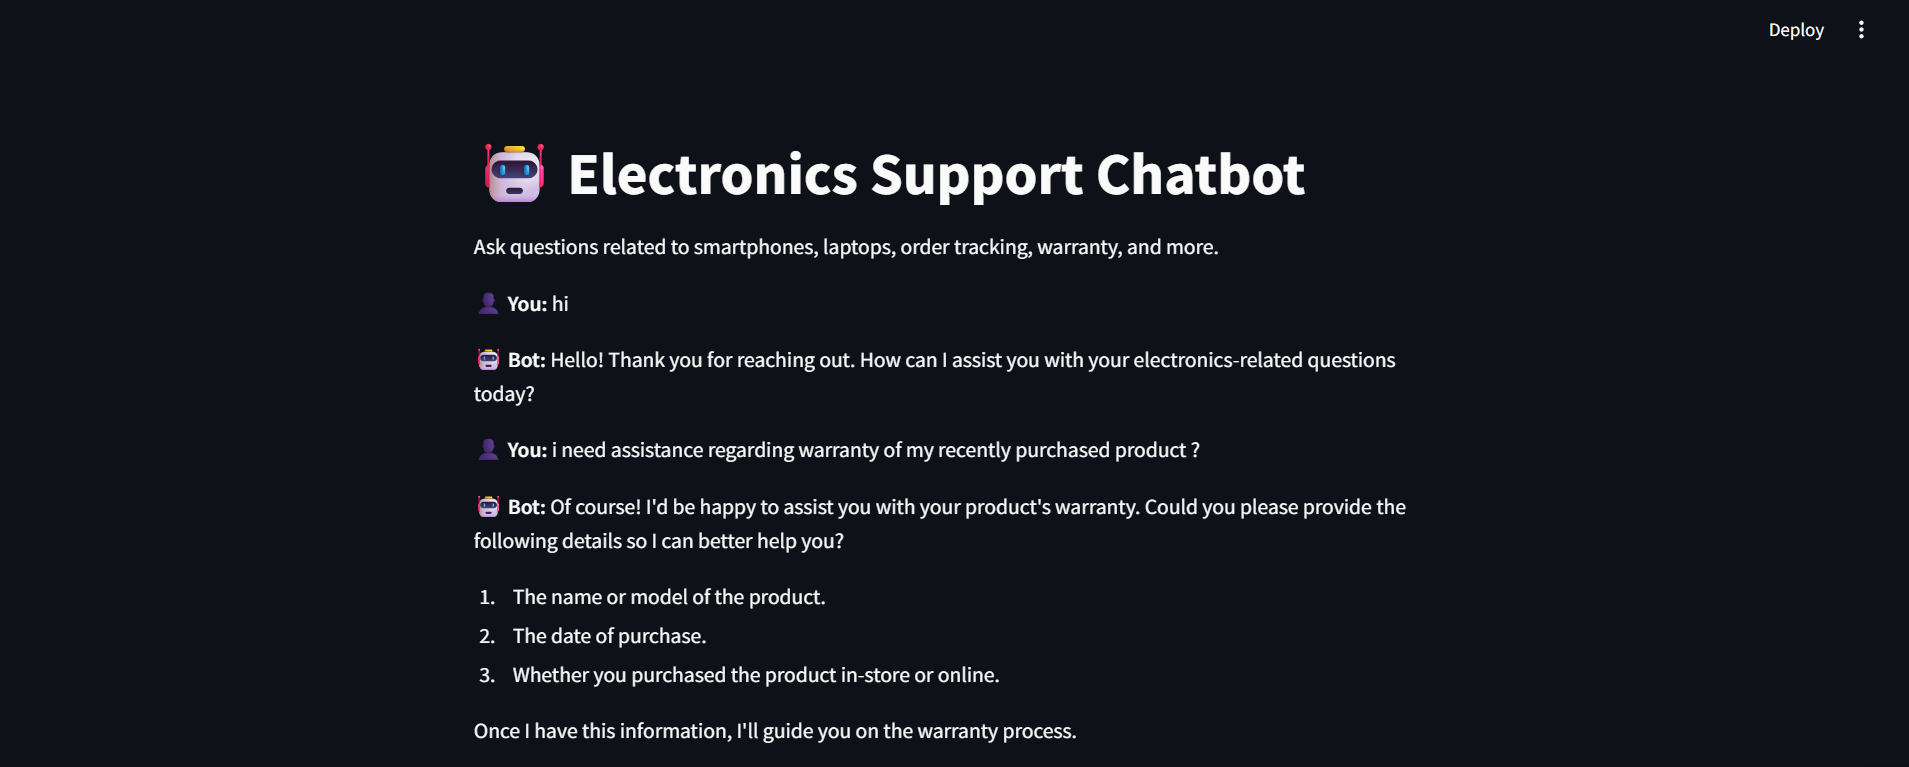 Deploy
Electronics Support Chatbot
Ask questions related to smartphones, laptops, order tracking, warranty, and more.
You: hi
Bot: Hello! Thank you for reaching out. How can I assist you with your electronics-related questions
today?
You: i need assistance regarding warranty of my recently purchased product ?
Bot: Of course! I'd be happy to assist you with your product's warranty. Could you please provide the
following details so I can better help you?
1. The name or model of the product.
2. The date of purchase.
3. Whether you purchased the product in-store or online.
Once I have this information, I'll guide you on the warranty process.